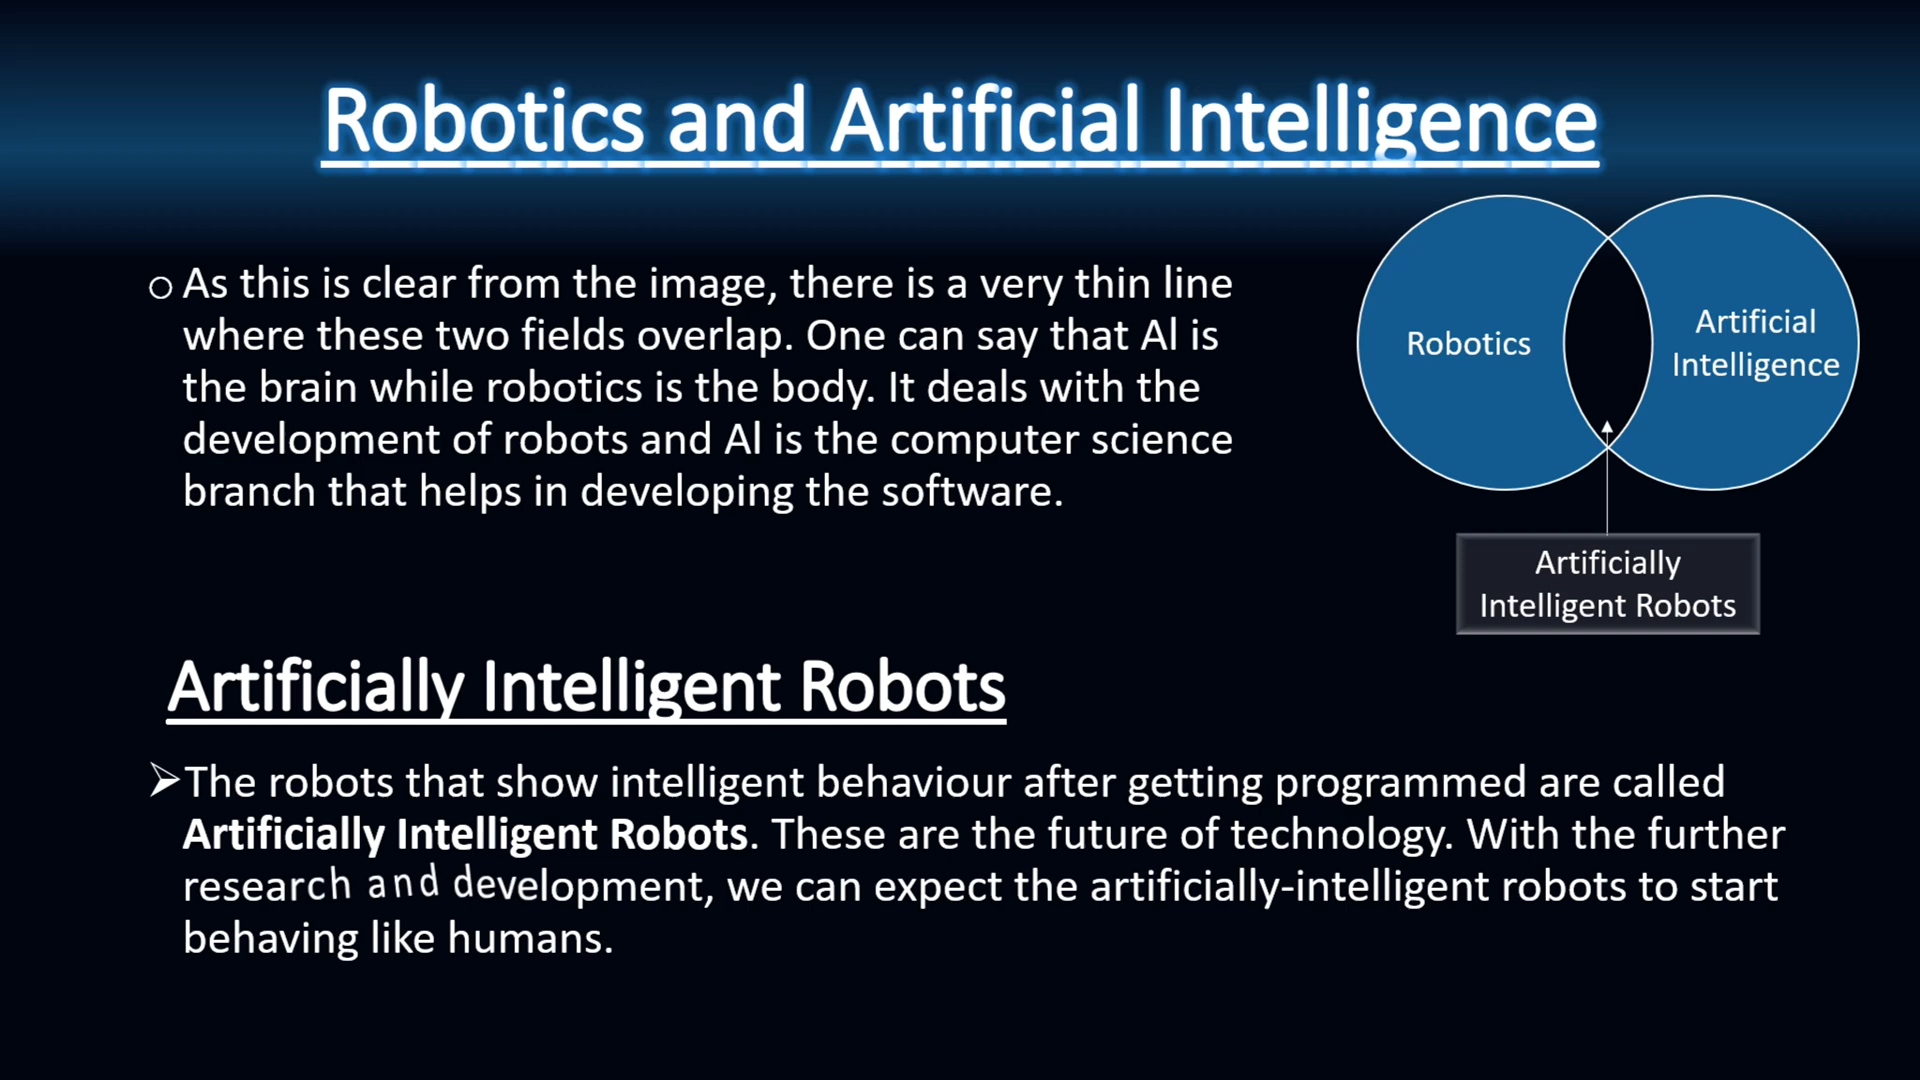 Robotics and Artificial Intelligence
As this is clear from the image, there is a very thin line
where these two fields overlap. One can say that Al is
the brain while robotics is the body. It deals with the
development of robots and Al is the computer science
branch that helps in developing the software.
Robotics
Artificial
Intelligence
Artificially
Intelligent Robots
Artificially Intelligent Robots
The robots that show intelligent behaviour after getting programmed are called
Artificially Intelligent Robots. These are the future of technology. With the further
research and development, we can expect the artificially-intelligent robots to start
behaving like humans.